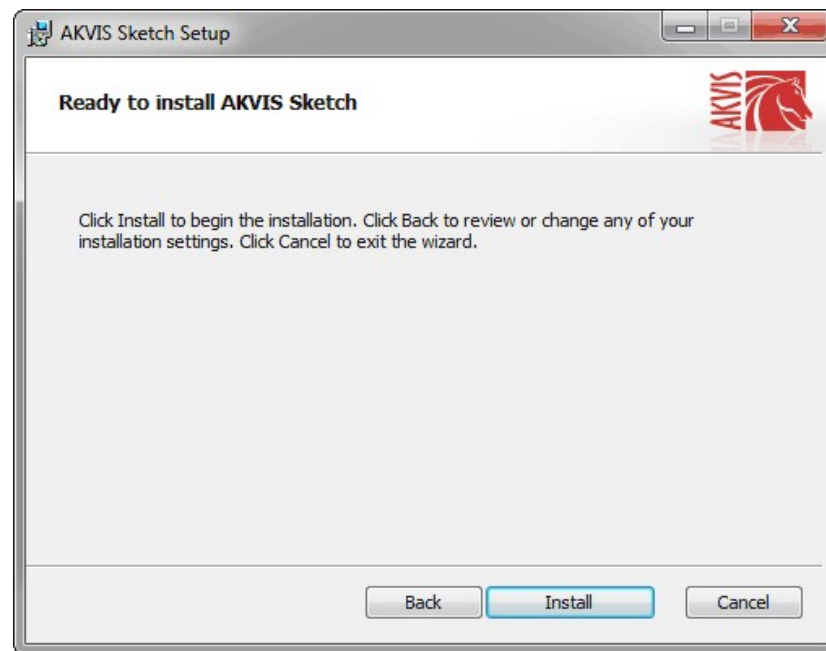 AKVIS Sketch Setup
Ready to install AKVIS Sketch
AKVIS
Click Install to begin the installation. Click Back to review or change any of your
installation settings. Click Cancel to exit the wizard.
Back Install Cancel